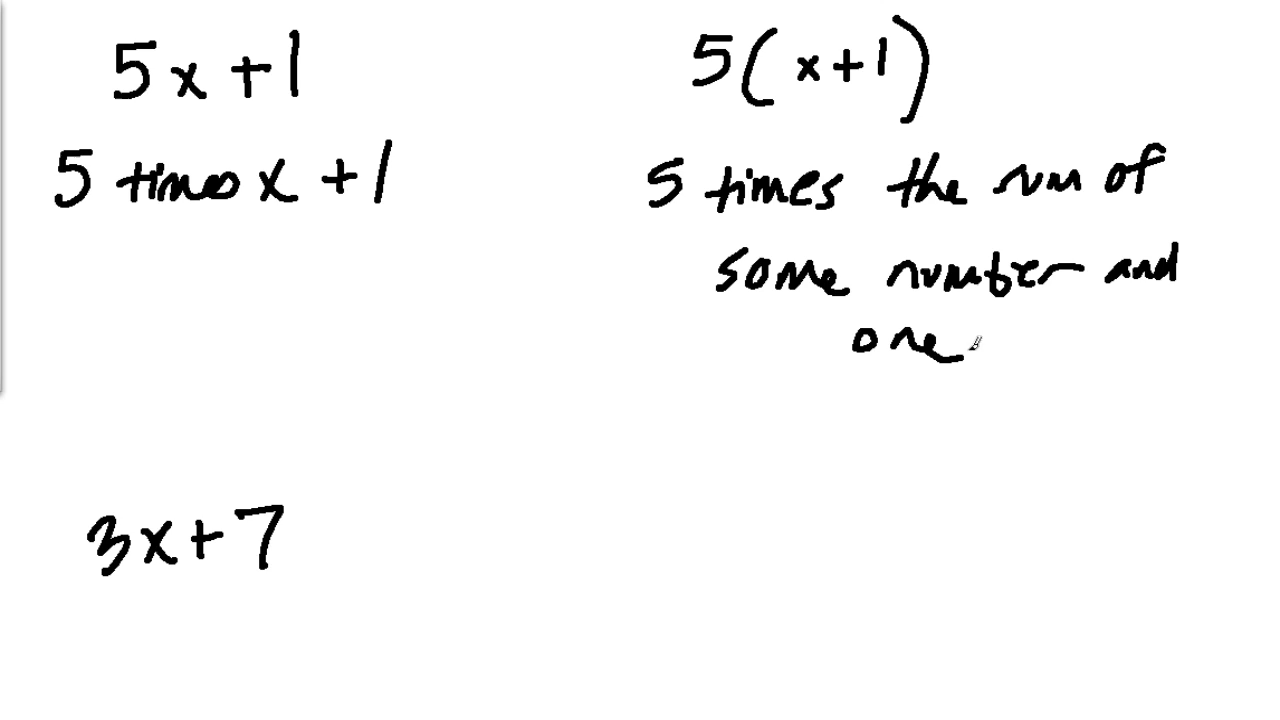 5x+1
5 times x +1
5(x+1)
5 times the sum of
some number and
one.
3x+7